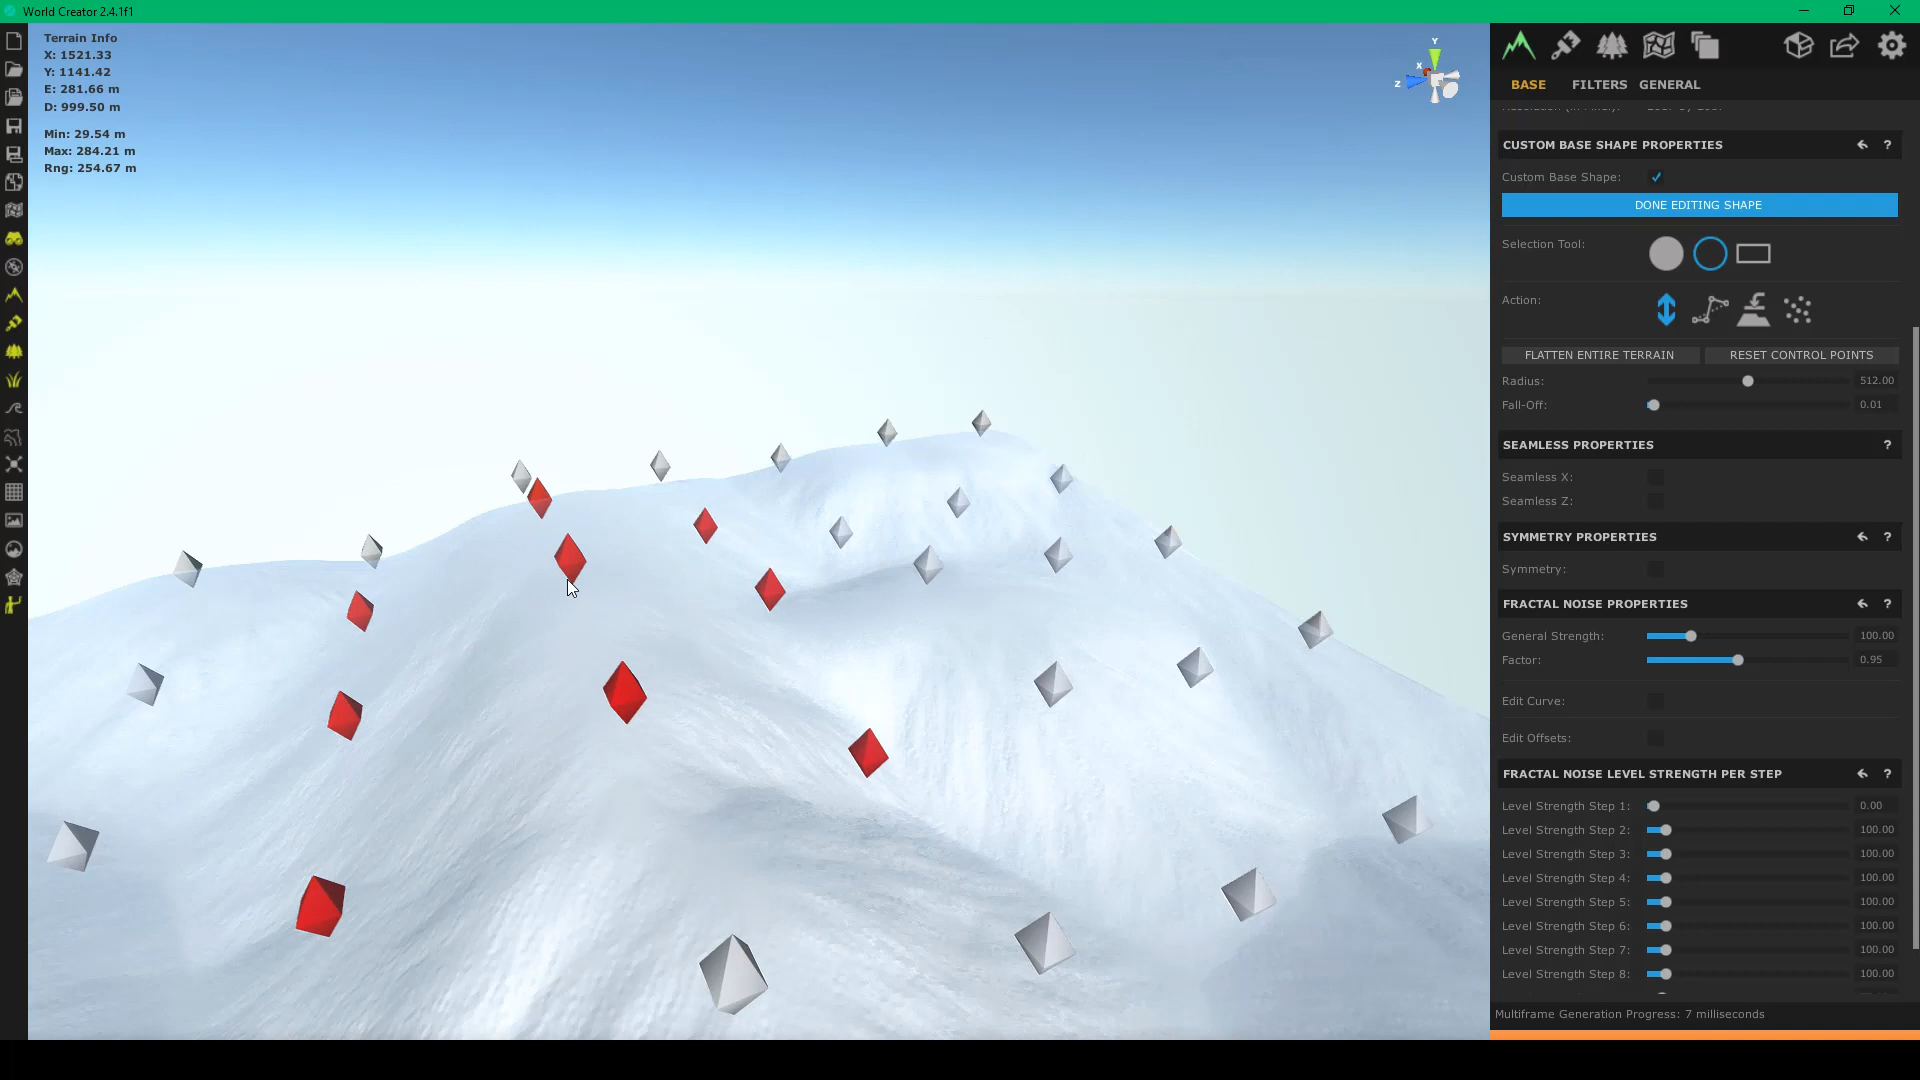 World Creator 2.4.1f1
Terrain Info
X: 1521.33
Y: 1141.42
E: 281.66 m
D: 999.50 m
Min: 29.54 m
Max: 284.21 m
Rng: 254.67 m
Y
X
Z
BASE FILTERS GENERAL
CUSTOM BASE SHAPE PROPERTIES ?
Custom Base Shape:
DONE EDITING SHAPE
Selection Tool:
Action:
FLATTEN ENTIRE TERRAIN RESET CONTROL POINTS
Radius: 512.00
Fall-Off: 0.01
SEAMLESS PROPERTIES ?
Seamless X:
Seamless Z:
SYMMETRY PROPERTIES ?
Symmetry:
FRACTAL NOISE PROPERTIES ?
General Strength: 100.00
Factor: 0.95
Edit Curve:
Edit Offsets:
FRACTAL NOISE LEVEL STRENGTH PER STEP ?
Level Strength Step 1: 0.00
Level Strength Step 2: 100.00
Level Strength Step 3: 100.00
Level Strength Step 4: 100.00
Level Strength Step 5: 100.00
Level Strength Step 6: 100.00
Level Strength Step 7: 100.00
Level Strength Step 8: 100.00
Multiframe Generation Progress: 7 milliseconds